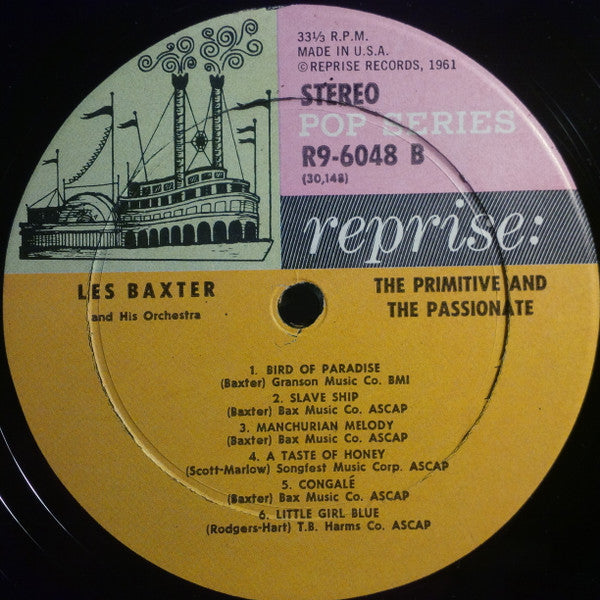 33⅓ R.P.M.
MADE IN U.S.A.
©REPRISE RECORDS, 1961
STEREO
POP SERIES
R9-6048 B
(30,148)
reprise:
LES BAXTER
and His Orchestra
THE PRIMITIVE AND
THE PASSIONATE
1. BIRD OF PARADISE
(Baxter) Granson Music Co. BMI
2. SLAVE SHIP
(Baxter) Bax Music Co. ASCAP
3. MANCHURIAN MELODY
(Baxter) Bax Music Co. ASCAP
4. A TASTE OF HONEY
(Scott-Marlow) Songfest Music Corp. ASCAP
5. CONGALÉ
(Baxter) Bax Music Co. ASCAP
6. LITTLE GIRL BLUE
(Rodgers-Hart) T.B. Harms Co. ASCAP